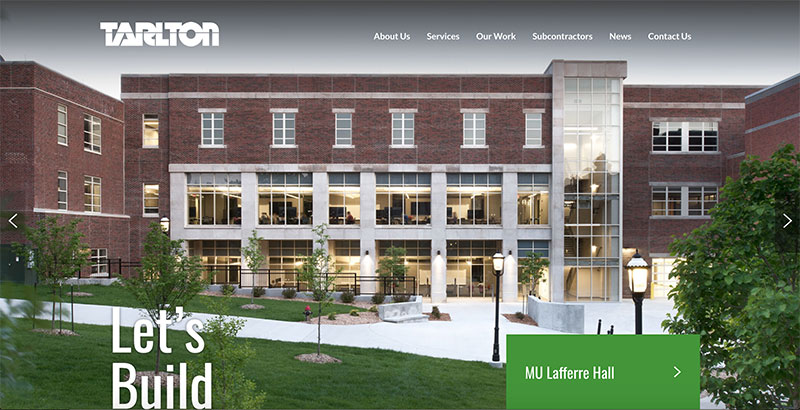 TARLTON
About Us Services Our Work Subcontractors News Contact Us
Let's
Build
MU Lafferre Hall